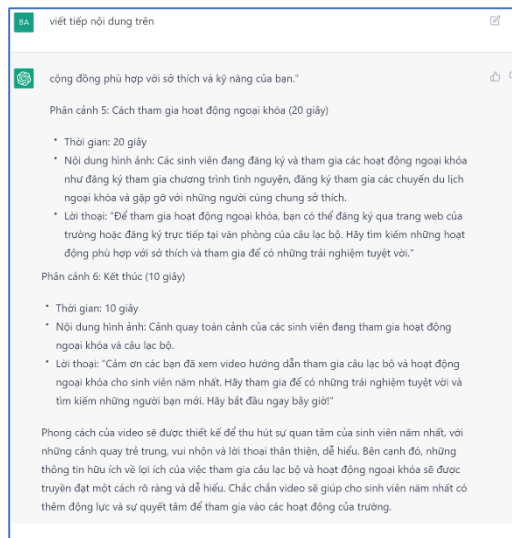 BA viết tiếp nội dung trên
cộng đồng phù hợp với sở thích và kỹ năng của bạn."
Phân cảnh 5: Cách tham gia hoạt động ngoại khóa (20 giây)
• Thời gian: 20 giây
• Nội dung hình ảnh: Các sinh viên đang đăng ký và tham gia các hoạt động ngoại khóa
như đăng ký tham gia chương trình tình nguyện, đăng ký tham gia các chuyến du lịch
ngoại khóa và gặp gỡ với những người cùng chung sở thích.
• Lời thoại: "Để tham gia hoạt động ngoại khóa, bạn có thể đăng ký qua trang web của
trường hoặc đăng ký trực tiếp tại văn phòng của câu lạc bộ. Hãy tìm kiếm những hoạt
động phù hợp với sở thích và tham gia để có những trải nghiệm tuyệt vời."
Phân cảnh 6: Kết thúc (10 giây)
• Thời gian: 10 giây
• Nội dung hình ảnh: Cảnh quay toàn cảnh của các sinh viên đang tham gia hoạt động
ngoại khóa và câu lạc bộ.
• Lời thoại: "Cảm ơn các bạn đã xem video hướng dẫn tham gia câu lạc bộ và hoạt động
ngoại khóa cho sinh viên năm nhất. Hãy tham gia để có những trải nghiệm tuyệt vời và
tìm kiếm những người bạn mới. Hãy bắt đầu ngay bây giờ!"
Phong cách của video sẽ được thiết kế để thu hút sự quan tâm của sinh viên năm nhất, với
những cảnh quay trẻ trung, vui nhộn và lời thoại thân thiện, dễ hiểu. Bên cạnh đó, những
thông tin hữu ích về lợi ích của việc tham gia câu lạc bộ và hoạt động ngoại khóa sẽ được
truyền đạt một cách rõ ràng và dễ hiểu. Chắc chắn video sẽ giúp cho sinh viên năm nhất có
thêm động lực và sự quyết tâm để tham gia vào các hoạt động của trường.